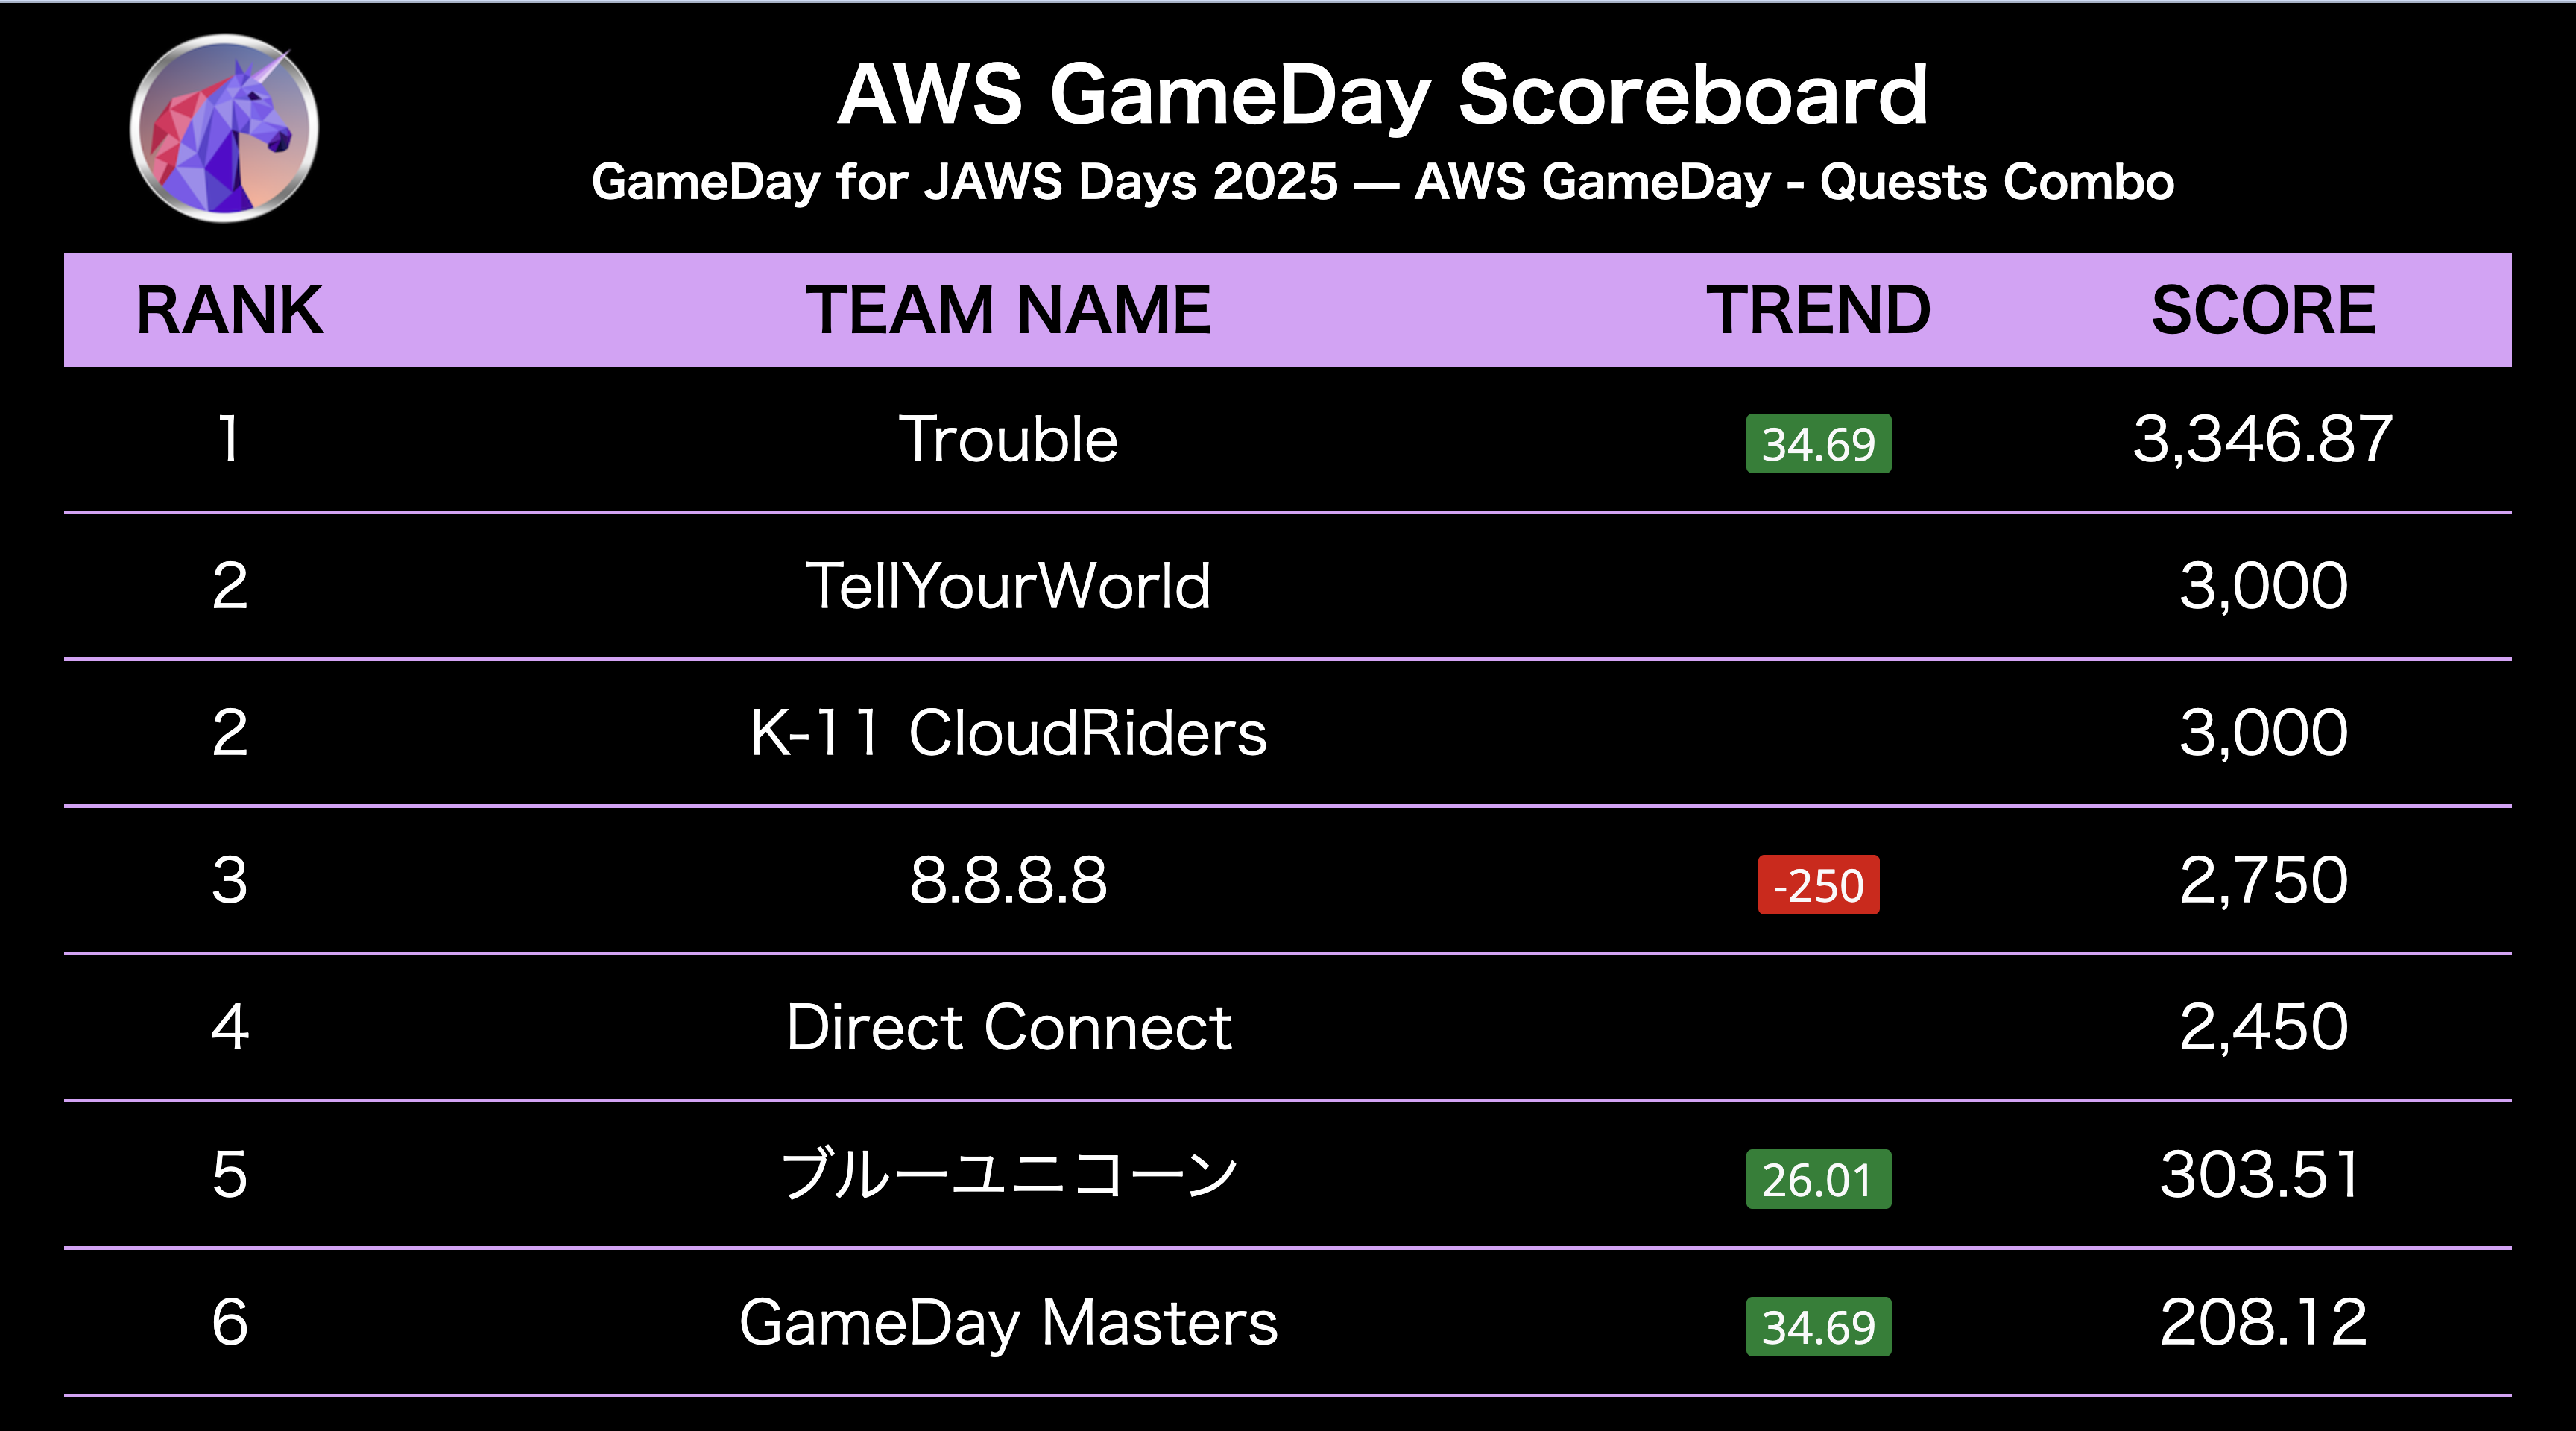 AWS GameDay Scoreboard
GameDay for JAWS Days 2025 — AWS GameDay - Quests Combo
RANK TEAM NAME TREND SCORE
1 Trouble 34.69 3,346.87
2 TellYourWorld 3,000
2 K-11 CloudRiders 3,000
3 8.8.8.8 -250 2,750
4 Direct Connect 2,450
5 ブルーユニコーン 26.01 303.51
6 GameDay Masters 34.69 208.12